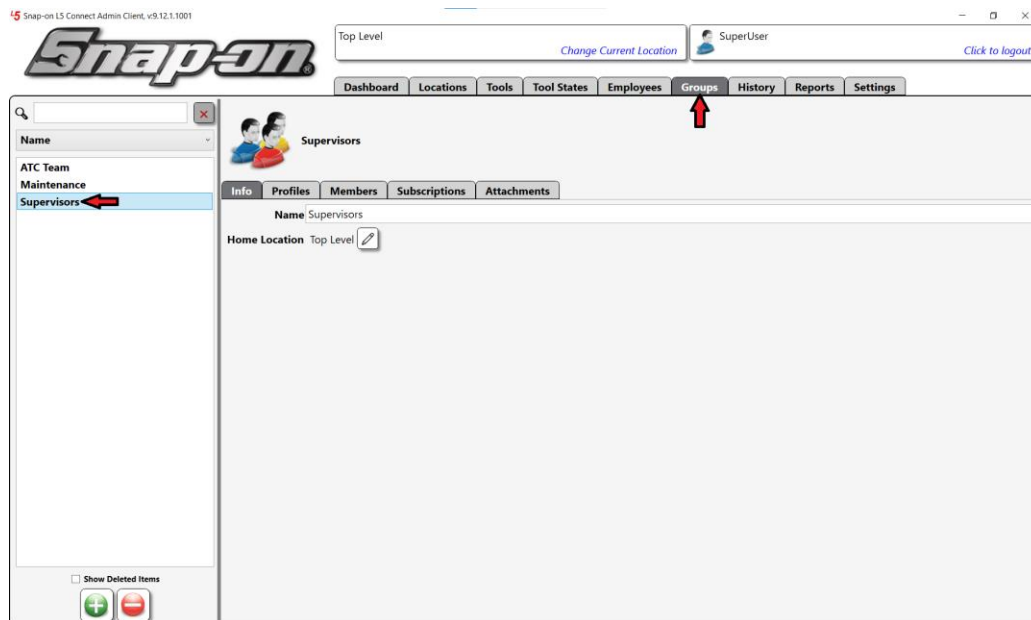 L5 Snap-on L5 Connect Admin Client, v:9.12.1.1001
Snap-on
Top Level
Change Current Location
SuperUser
Click to logout
Dashboard Locations Tools Tool States Employees Groups History Reports Settings
Name
ATC Team
Maintenance
Supervisors
Show Deleted Items
Supervisors
Info Profiles Members Subscriptions Attachments
Name Supervisors
Home Location Top Level